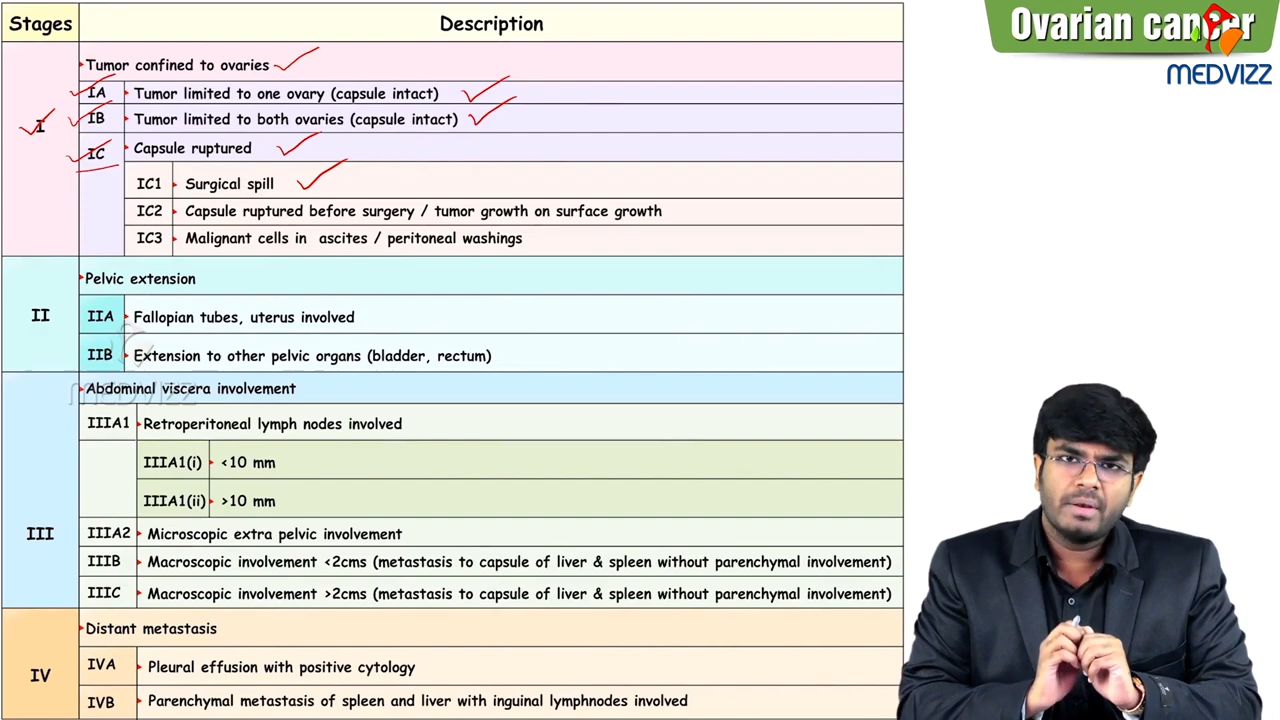 Stages Description
Ovarian cancer
MEDVIZZ
I
Tumor confined to ovaries
IA Tumor limited to one ovary (capsule intact)
IB Tumor limited to both ovaries (capsule intact)
IC Capsule ruptured
IC1 Surgical spill
IC2 Capsule ruptured before surgery / tumor growth on surface growth
IC3 Malignant cells in ascites / peritoneal washings
II
Pelvic extension
IIA Fallopian tubes, uterus involved
IIB Extension to other pelvic organs (bladder, rectum)
MEDVIZZ
III
Abdominal viscera involvement
IIIA1 Retroperitoneal lymph nodes involved
IIIA1(i) <10 mm
IIIA1(ii) >10 mm
IIIA2 Microscopic extra pelvic involvement
IIIB Macroscopic involvement <2cms (metastasis to capsule of liver & spleen without parenchymal involvement)
IIIC Macroscopic involvement >2cms (metastasis to capsule of liver & spleen without parenchymal involvement)
IV
Distant metastasis
IVA Pleural effusion with positive cytology
IVB Parenchymal metastasis of spleen and liver with inguinal lymphnodes involved